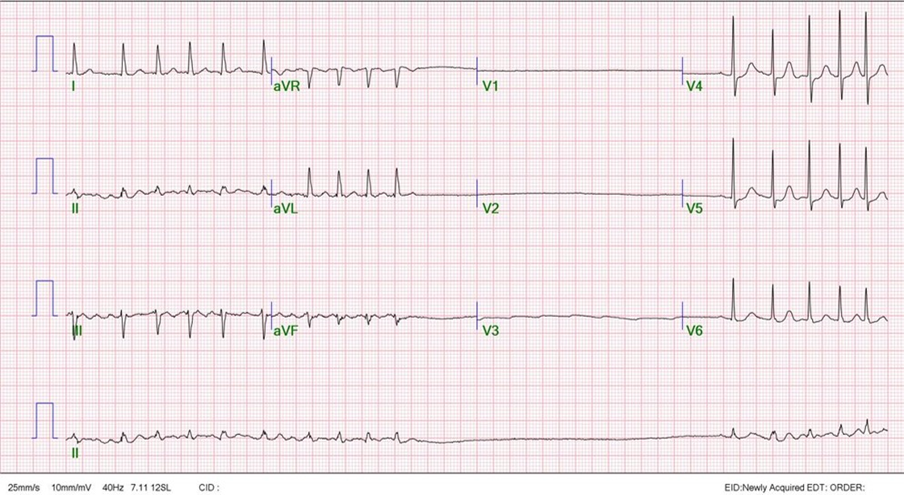 I aVR V1 V4
II aVL V2 V5
III aVF V3 V6
II
25mm/s 10mm/mV 40Hz 7.11 12SL CID : EID:Newly Acquired EDT: ORDER: